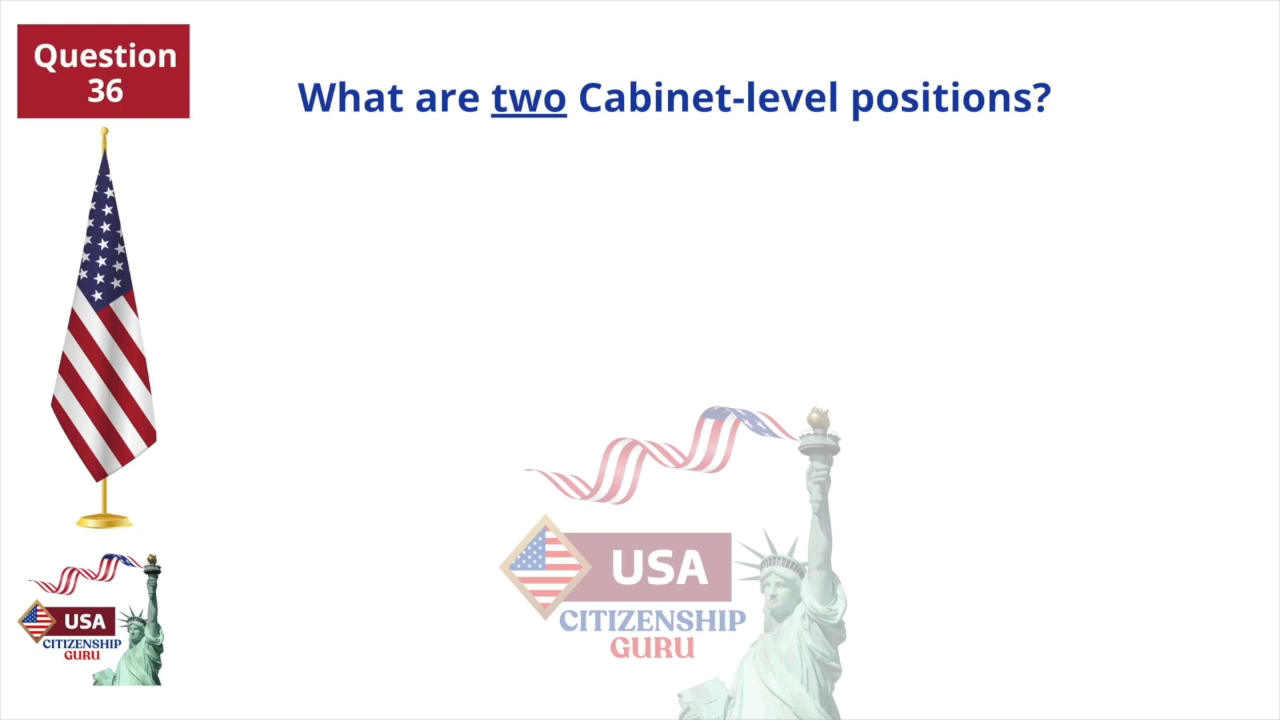 Question
36
What are two Cabinet-level positions?
USA
CITIZENSHIP
GURU
USA
CITIZENSHIP
GURU